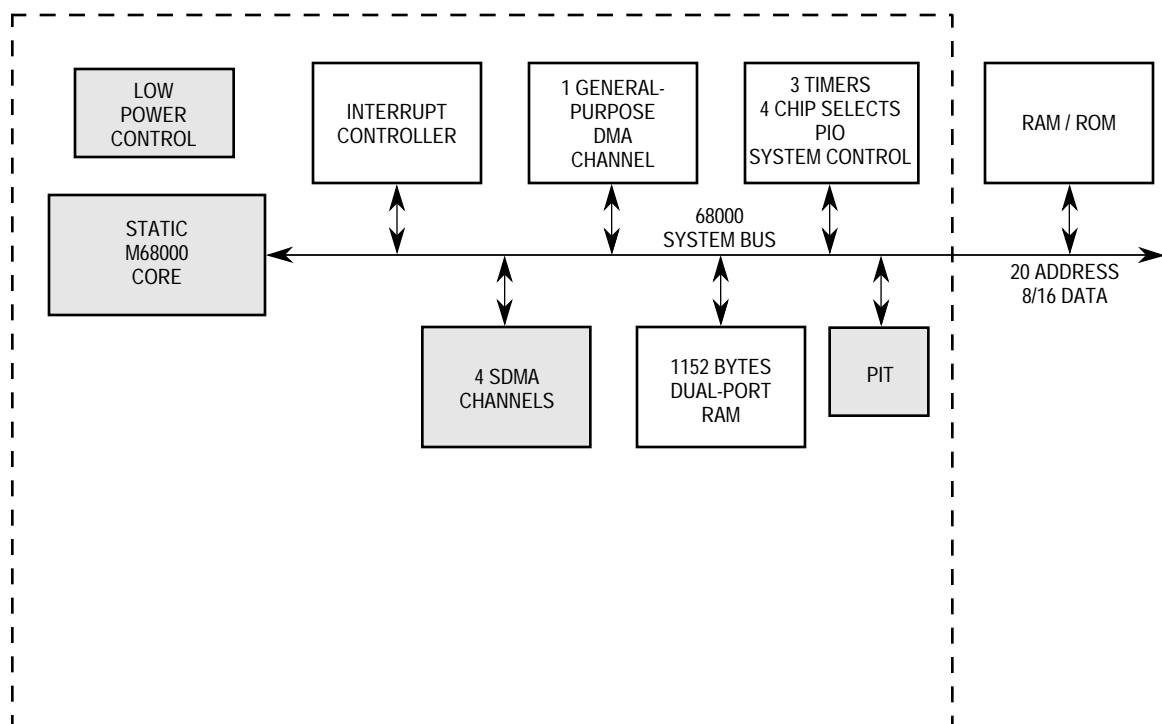 LOW
POWER
CONTROL
INTERRUPT
CONTROLLER
1 GENERAL-
PURPOSE
DMA
CHANNEL
3 TIMERS
4 CHIP SELECTS
PIO
SYSTEM CONTROL
RAM / ROM
STATIC
M68000
CORE
68000
SYSTEM BUS
20 ADDRESS
8/16 DATA
4 SDMA
CHANNELS
1152 BYTES
DUAL-PORT
RAM
PIT